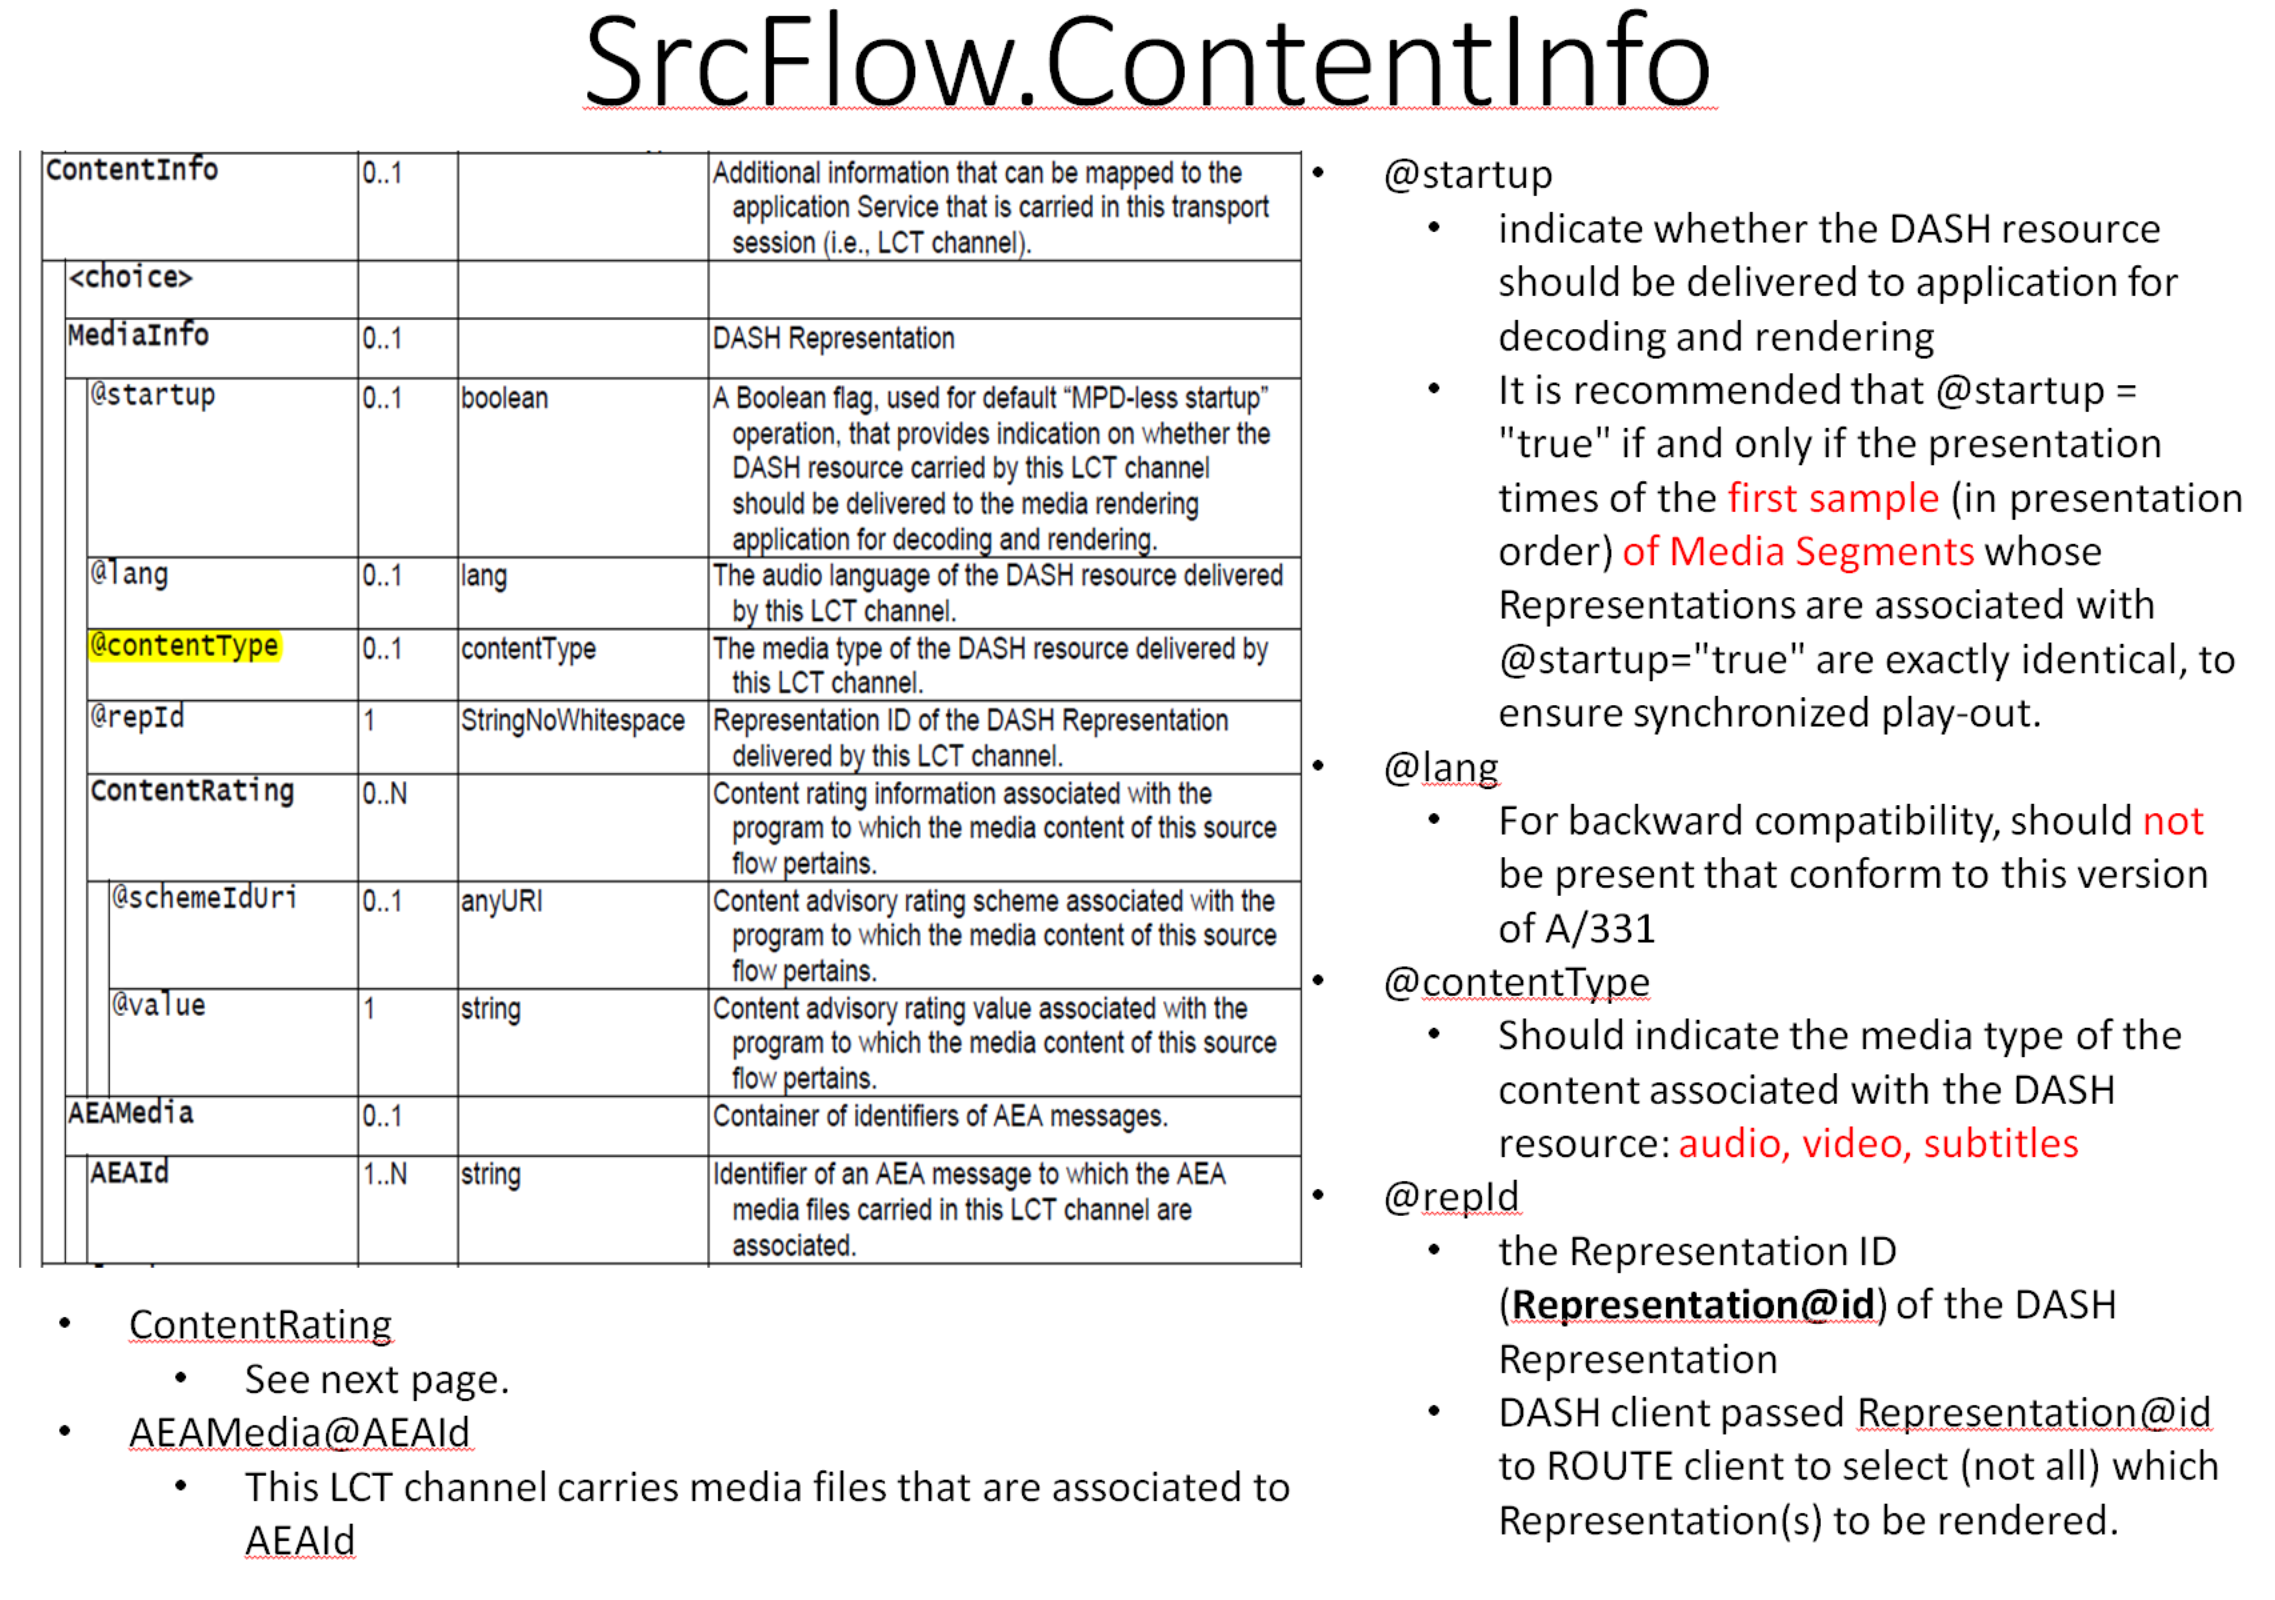 SrcFlow.ContentInfo
ContentInfo 0..1 Additional information that can be mapped to the
application Service that is carried in this transport
session (i.e., LCT channel).
<choice>
MediaInfo 0..1 DASH Representation
@startup 0..1 boolean A Boolean flag, used for default “MPD-less startup”
operation, that provides indication on whether the
DASH resource carried by this LCT channel
should be delivered to the media rendering
application for decoding and rendering.
@lang 0..1 lang The audio language of the DASH resource delivered
by this LCT channel.
@contentType 0..1 contentType The media type of the DASH resource delivered by
this LCT channel.
@repId 1 StringNoWhitespace Representation ID of the DASH Representation
delivered by this LCT channel.
ContentRating 0..N Content rating information associated with the
program to which the media content of this source
flow pertains.
@schemeIdUri 0..1 anyURI Content advisory rating scheme associated with the
program to which the media content of this source
flow pertains.
@value 1 string Content advisory rating value associated with the
program to which the media content of this source
flow pertains.
AEAMedia 0..1 Container of identifiers of AEA messages.
AEAId 1..N string Identifier of an AEA message to which the AEA
media files carried in this LCT channel are
associated.
• ContentRating
• See next page.
• AEAMedia@AEAId
• This LCT channel carries media files that are associated to
AEAId
• @startup
• indicate whether the DASH resource
should be delivered to application for
decoding and rendering
• It is recommended that @startup =
"true" if and only if the presentation
times of the first sample (in presentation
order) of Media Segments whose
Representations are associated with
@startup="true" are exactly identical, to
ensure synchronized play-out.
• @lang
• For backward compatibility, should not
be present that conform to this version
of A/331
• @contentType
• Should indicate the media type of the
content associated with the DASH
resource: audio, video, subtitles
• @repId
• the Representation ID
(Representation@id) of the DASH
Representation
• DASH client passed Representation@id
to ROUTE client to select (not all) which
Representation(s) to be rendered.